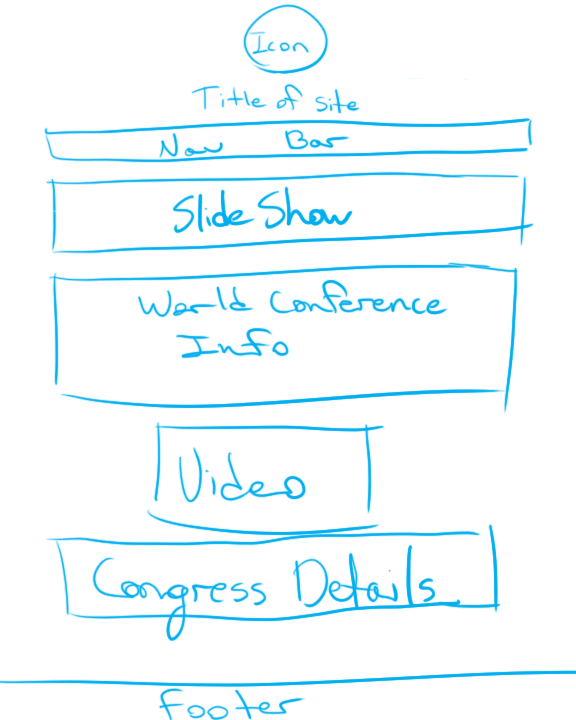 Icon
Title of site
Nav Bar
Slide Show
World Conference
Info
Video
Congress Details
Footer